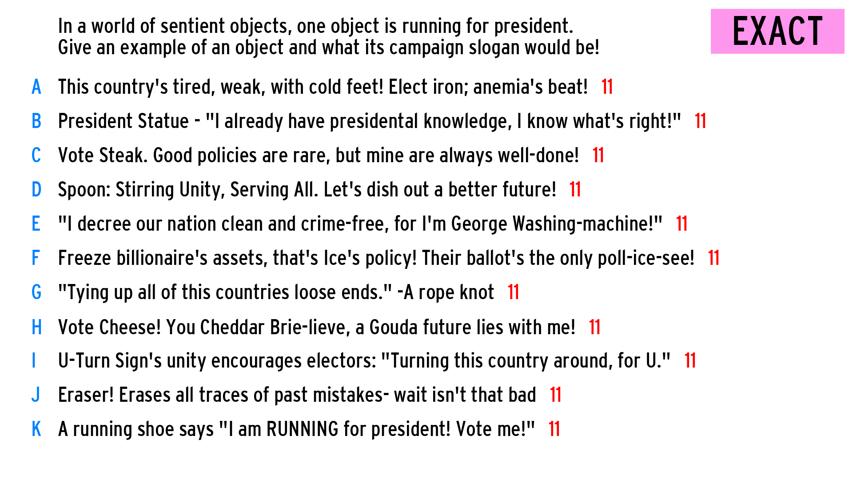 In a world of sentient objects, one object is running for president.
Give an example of an object and what its campaign slogan would be!
EXACT
A This country's tired, weak, with cold feet! Elect iron; anemia's beat! 11
B President Statue - "I already have presidental knowledge, I know what's right!" 11
C Vote Steak. Good policies are rare, but mine are always well-done! 11
D Spoon: Stirring Unity, Serving All. Let's dish out a better future! 11
E "I decree our nation clean and crime-free, for I'm George Washing-machine!" 11
F Freeze billionaire's assets, that's Ice's policy! Their ballot's the only poll-ice-see! 11
G "Tying up all of this countries loose ends." -A rope knot 11
H Vote Cheese! You Cheddar Brie-lieve, a Gouda future lies with me! 11
I U-Turn Sign's unity encourages electors: "Turning this country around, for U." 11
J Eraser! Erases all traces of past mistakes- wait isn't that bad 11
K A running shoe says "I am RUNNING for president! Vote me!" 11